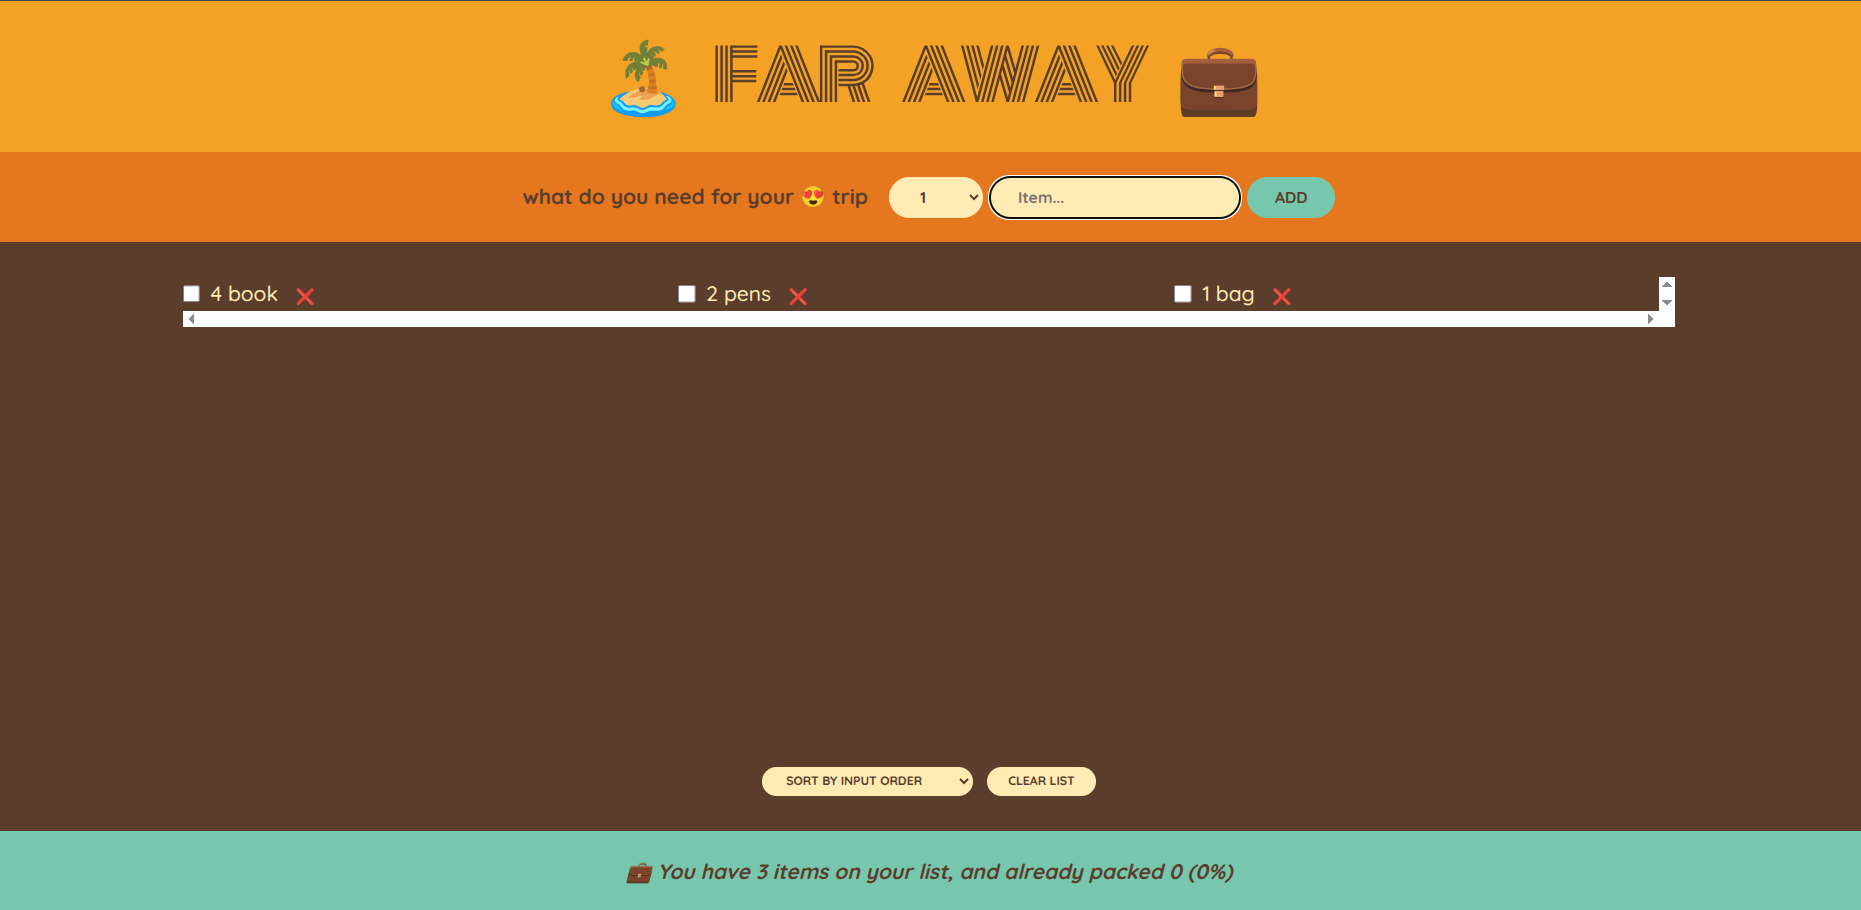 🏝️ FAR AWAY 💼
what do you need for your 😍 trip 1 Item... ADD
4 book ❌ 2 pens ❌ 1 bag ❌
SORT BY INPUT ORDER CLEAR LIST
💼 You have 3 items on your list, and already packed 0 (0%)